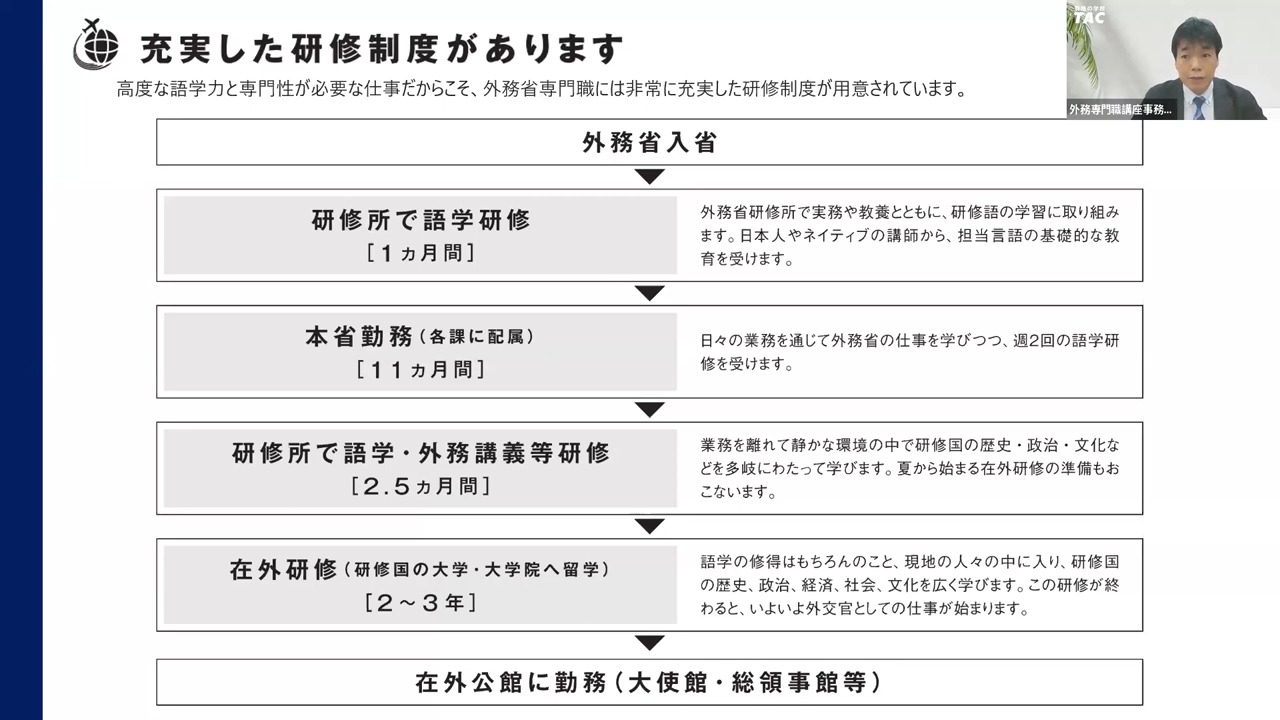 充実した研修制度があります
高度な語学力と専門性が必要な仕事だからこそ、外務省専門職には非常に充実した研修制度が用意されています。
資格の学校
TAC
外務専門職講座事務...
外務省入省
研修所で語学研修
[1ヵ月間]
外務省研修所で実務や教養とともに、研修語の学習に取り組み
ます。日本人やネイティブの講師から、担当言語の基礎的な教
育を受けます。
本省勤務(各課に配属)
[11ヵ月間]
日々の業務を通じて外務省の仕事を学びつつ、週2回の語学研
修を受けます。
研修所で語学・外務講義等研修
[2.5ヵ月間]
業務を離れて静かな環境の中で研修国の歴史・政治・文化な
どを多岐にわたって学びます。夏から始まる在外研修の準備もお
こないます。
在外研修(研修国の大学・大学院へ留学)
[2～3年]
語学の修得はもちろんのこと、現地の人々の中に入り、研修国
の歴史、政治、経済、社会、文化を広く学びます。この研修が終
わると、いよいよ外交官としての仕事が始まります。
在外公館に勤務(大使館・総領事館等)